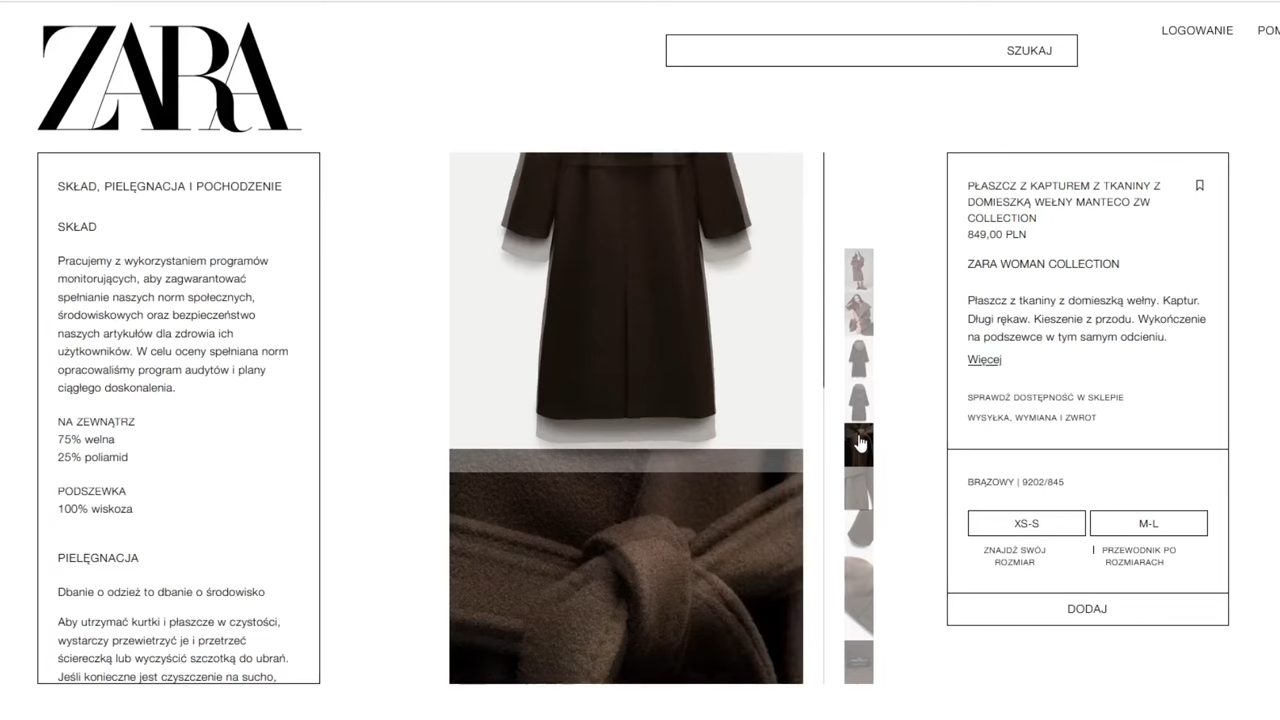 ZARA
SZUKAJ
LOGOWANIE
SKŁAD, PIELĘGNACJA I POCHODZENIE
SKŁAD
Pracujemy z wykorzystaniem programów
monitorujących, aby zagwarantować
spełnianie naszych norm społecznych,
środowiskowych oraz bezpieczeństwo
naszych artykułów dla zdrowia ich
użytkowników. W celu oceny spełniana norm
opracowaliśmy program audytów i plany
ciągłego doskonalenia.
NA ZEWNĄTRZ
75% wełna
25% poliamid
PODSZEWKA
100% wiskoza
PIELĘGNACJA
Dbanie o odzież to dbanie o środowisko
Aby utrzymać kurtki i płaszcze w czystości,
wystarczy przewietrzyć je i przetrzeć
ściereczką lub wyczyścić szczotką do ubrań.
Jeśli konieczne jest czyszczenie na sucho,
PŁASZCZ Z KAPTUREM Z TKANINY Z
DOMIESZKĄ WEŁNY MANTECO ZW
COLLECTION
849,00 PLN
ZARA WOMAN COLLECTION
Płaszcz z tkaniny z domieszką wełny. Kaptur.
Długi rękaw. Kieszenie z przodu. Wykończenie
na podszewce w tym samym odcieniu.
Więcej
SPRAWDŹ DOSTĘPNOŚĆ W SKLEPIE
WYSYŁKA, WYMIANA I ZWROT
BRĄZOWY | 9202/845
XS-S
M-L
ZNAJDŹ SWÓJ
ROZMIAR
PRZEWODNIK PO
ROZMIARACH
DODAJ